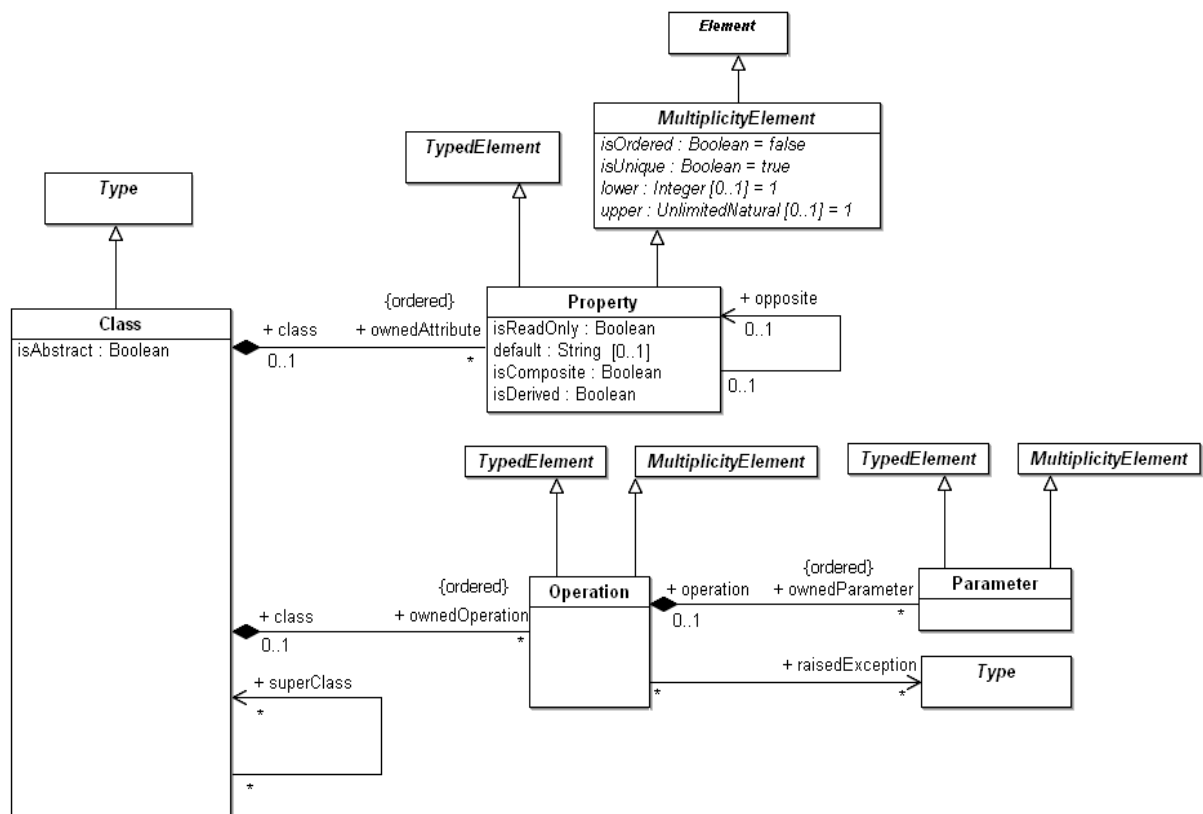 Element
MultiplicityElement
isOrdered : Boolean = false
isUnique : Boolean = true
lower : Integer [0..1] = 1
upper : UnlimitedNatural [0..1] = 1
TypedElement
Type
Class
isAbstract : Boolean
+ class
0..1
{ordered}
+ ownedAttribute
*
Property
isReadOnly : Boolean
default : String [0..1]
isComposite : Boolean
isDerived : Boolean
+ opposite
0..1
0..1
TypedElement
MultiplicityElement
TypedElement
MultiplicityElement
+ class
0..1
{ordered}
+ ownedOperation
*
Operation
+ operation
0..1
{ordered}
+ ownedParameter
*
Parameter
+ raisedException
*
*
Type
+ superClass
*
*